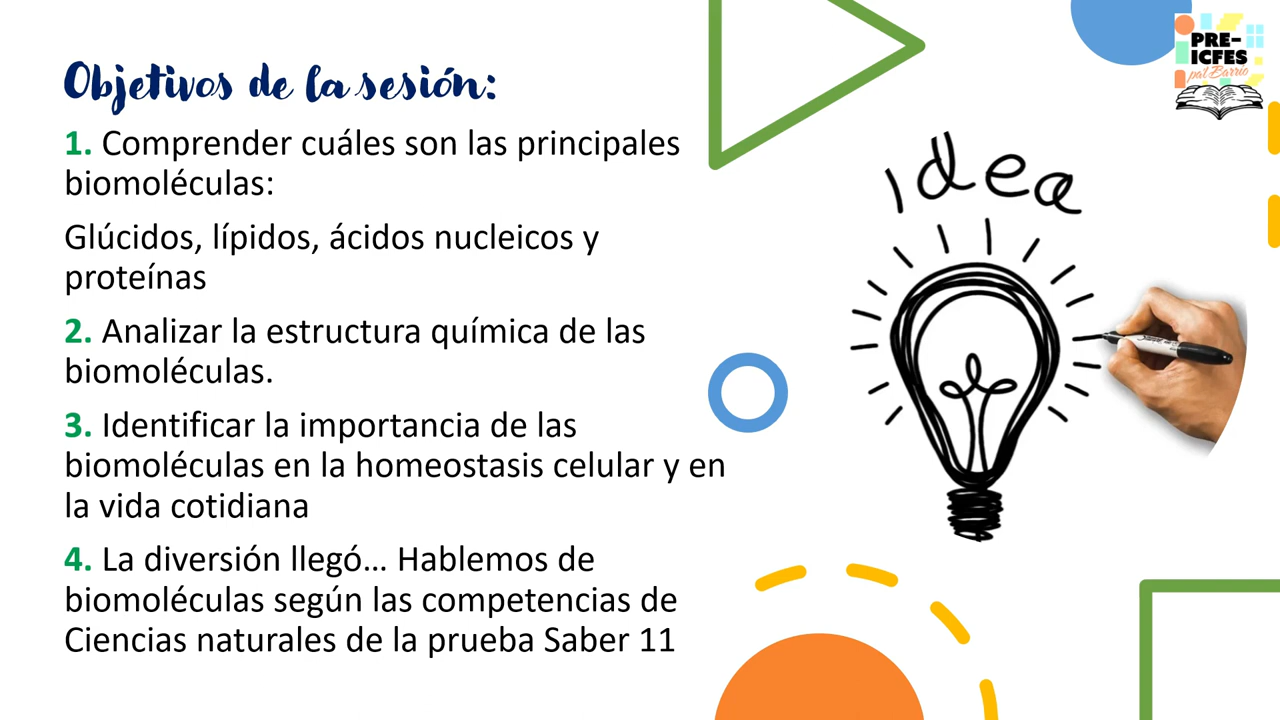 Objetivos de la sesión:
1. Comprender cuáles son las principales
biomoléculas:
Glúcidos, lípidos, ácidos nucleicos y
proteínas
2. Analizar la estructura química de las
biomoléculas.
3. Identificar la importancia de las
biomoléculas en la homeostasis celular y en
la vida cotidiana
4. La diversión llegó... Hablemos de
biomoléculas según las competencias de
Ciencias naturales de la prueba Saber 11
idea
PRE-
ICFES
pal Barrio